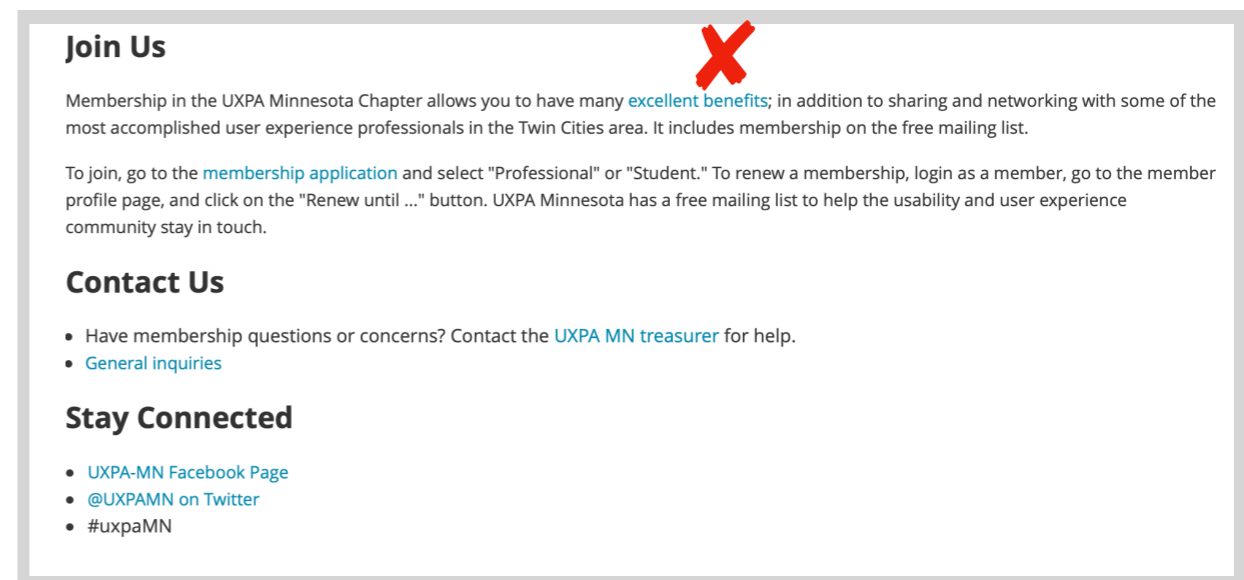 Join Us
Membership in the UXPA Minnesota Chapter allows you to have many excellent benefits; in addition to sharing and networking with some of the
most accomplished user experience professionals in the Twin Cities area. It includes membership on the free mailing list.
To join, go to the membership application and select "Professional" or "Student." To renew a membership, login as a member, go to the member
profile page, and click on the "Renew until ..." button. UXPA Minnesota has a free mailing list to help the usability and user experience
community stay in touch.
Contact Us
• Have membership questions or concerns? Contact the UXPA MN treasurer for help.
• General inquiries
Stay Connected
• UXPA-MN Facebook Page
• @UXPAMN on Twitter
• #uxpaMN